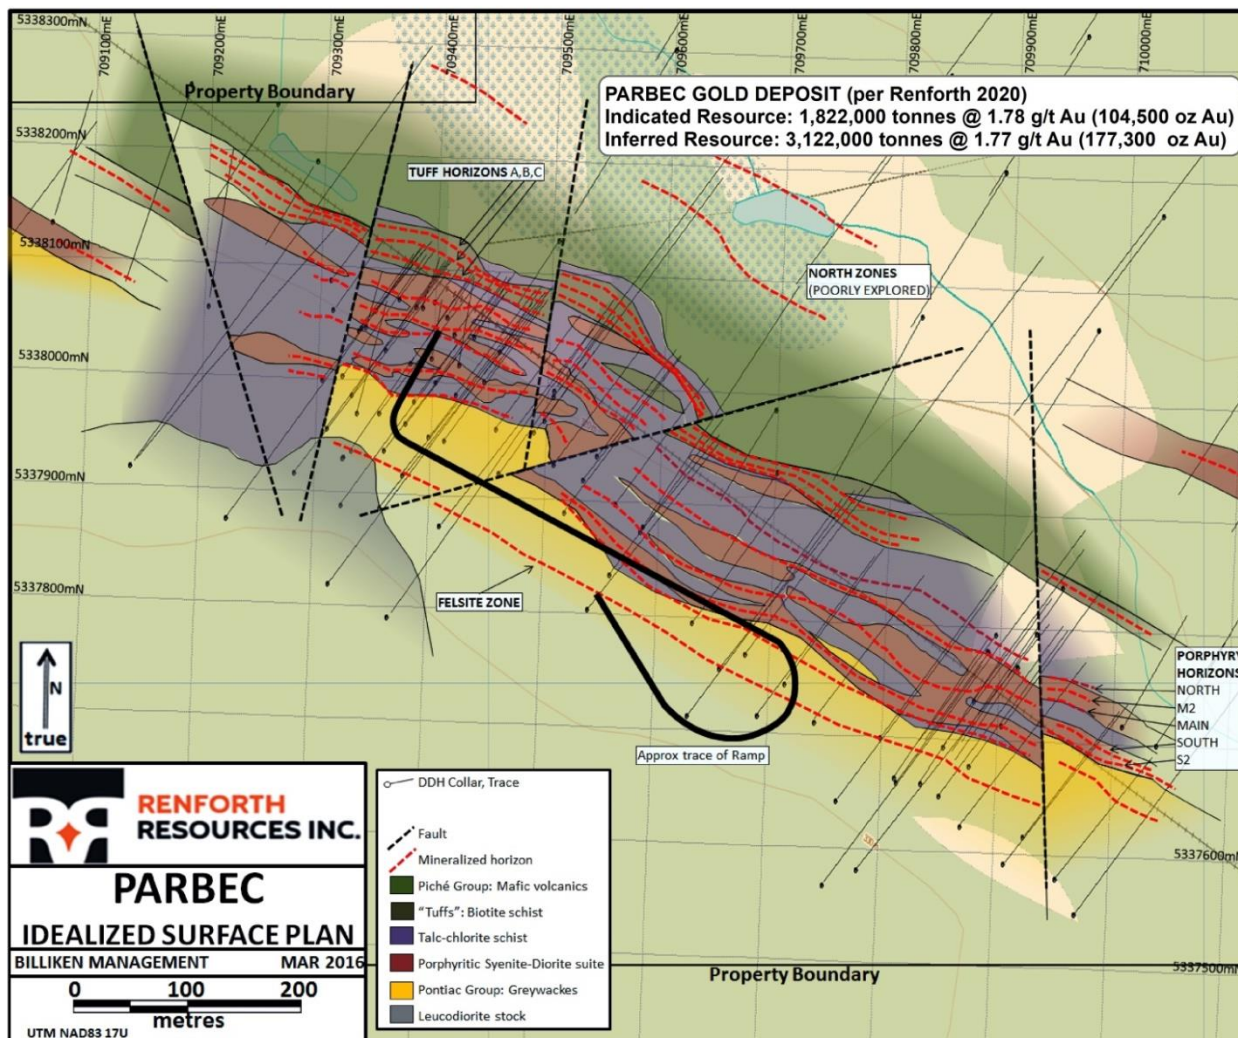 5338300mN
709100mE
709200mE
709300mE
709400mE
709500mE
709600mE
709700mE
709800mE
709900mE
710000mE
Property Boundary
PARBEC GOLD DEPOSIT (per Renforth 2020)
Indicated Resource: 1,822,000 tonnes @ 1.78 g/t Au (104,500 oz Au)
Inferred Resource: 3,122,000 tonnes @ 1.77 g/t Au (177,300 oz Au)
5338200mN
TUFF HORIZONS A,B,C
5338100mN
NORTH ZONES
(POORLY EXPLORED)
5338000mN
5337900mN
5337800mN
FELSITE ZONE
N
true
PORPHYRY
HORIZONS
NORTH
M2
MAIN
SOUTH
S2
Approx trace of Ramp
5337600mN
5337500mN
Property Boundary
RENFORTH
RESOURCES INC.
PARBEC
IDEALIZED SURFACE PLAN
BILLIKEN MANAGEMENT MAR 2016
0 100 200
metres
UTM NAD83 17U
DDH Collar, Trace
Fault
Mineralized horizon
Piché Group: Mafic volcanics
“Tuffs”: Biotite schist
Talc-chlorite schist
Porphyritic Syenite-Diorite suite
Pontiac Group: Greywackes
Leucodiorite stock